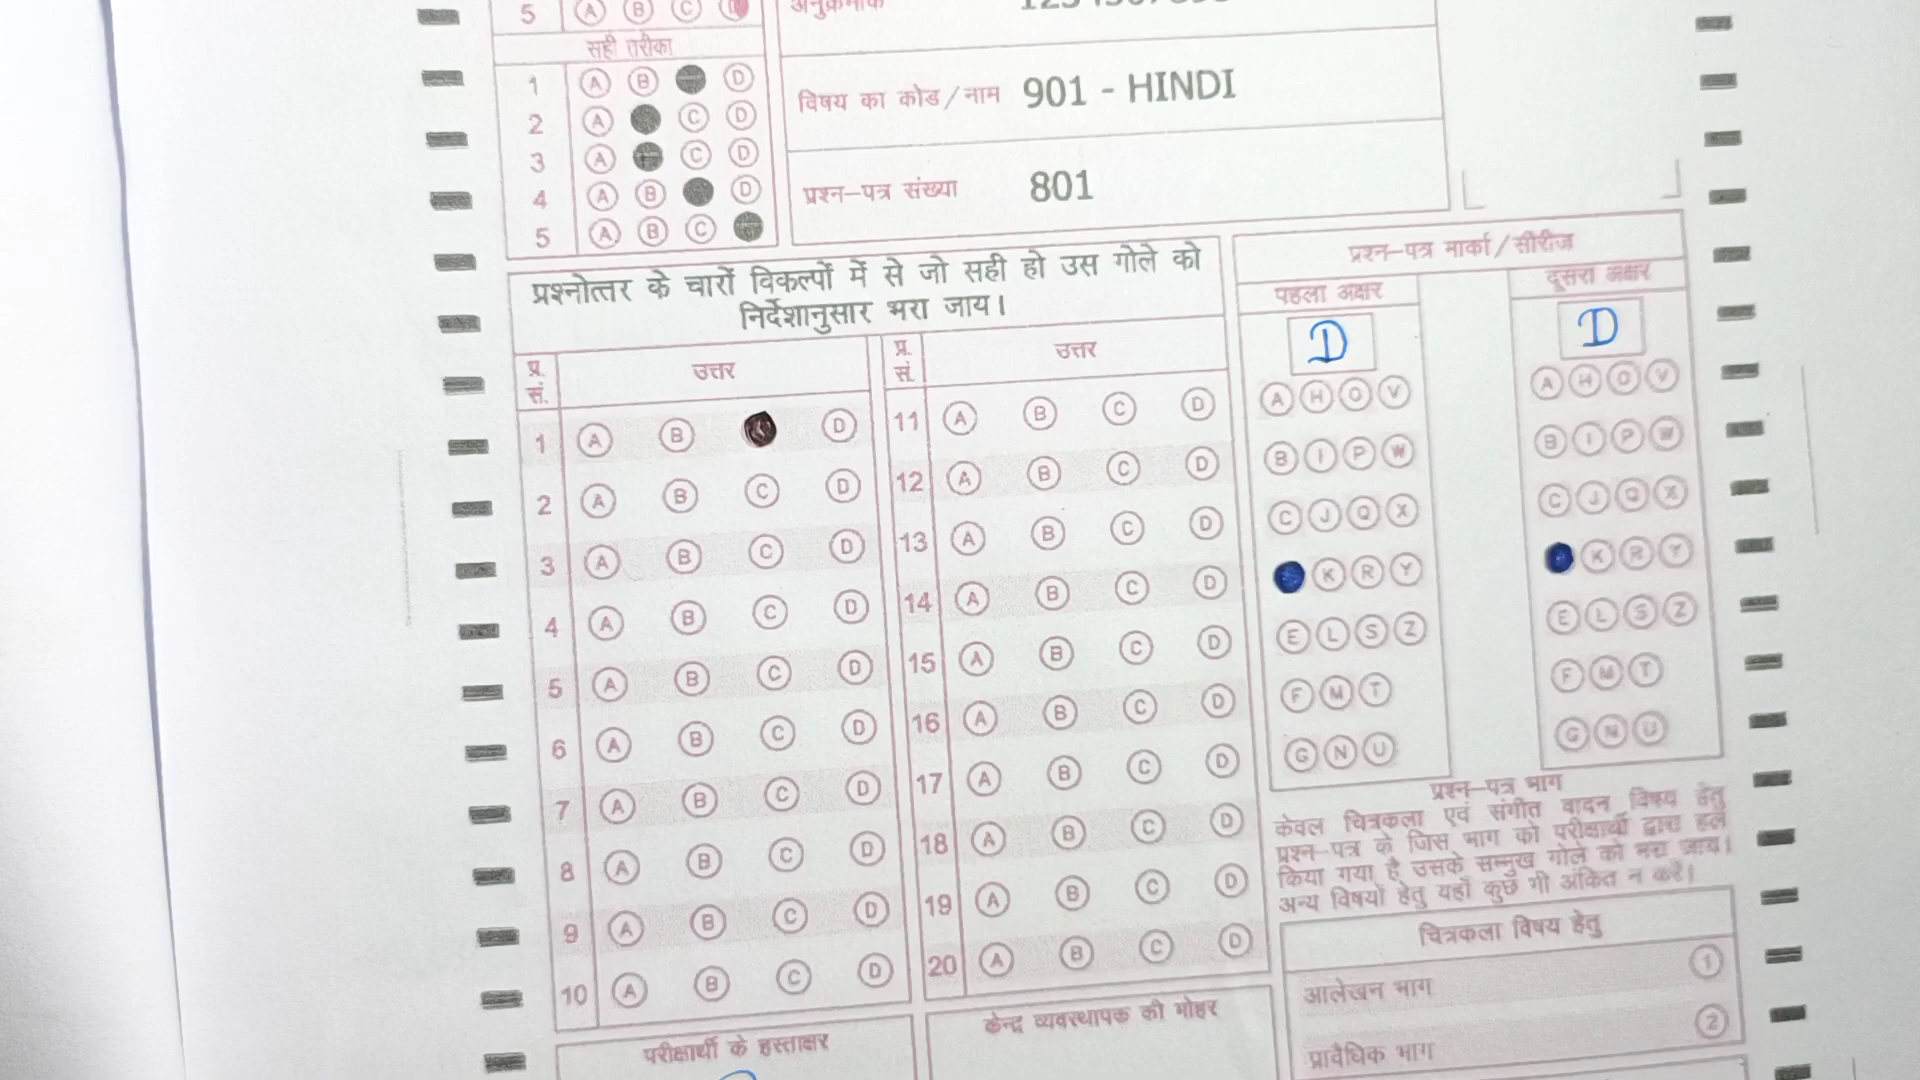 5 A B C
अनुक्रमांक
सही तरीका
1 A B D
2 A C D
3 A C D
4 A B D
5 A B C
विषय का कोड/नाम 901 - HINDI
प्रश्न-पत्र संख्या 801
प्रश्नोत्तर के चारों विकल्पों में से जो सही हो उस गोले को
निर्देशानुसार भरा जाय।
प्र. सं. उत्तर
1 A B D
2 A B C D
3 A B C D
4 A B C D
5 A B C D
6 A B C D
7 A B C D
8 A B C D
9 A B C D
10 A B C D
प्र. सं. उत्तर
11 A B C D
12 A B C D
13 A B C D
14 A B C D
15 A B C D
16 A B C D
17 A B C D
18 A B C D
19 A B C D
20 A B C D
प्रश्न-पत्र मार्का/सीरीज
पहला अक्षर
D
A H O V
B I P W
C J Q X
K R Y
E L S Z
F M T
G N U
दूसरा अक्षर
D
A H O V
B I P W
C J Q X
K R Y
E L S Z
F M T
G N U
प्रश्न-पत्र भाग
केवल चित्रकला एवं संगीत वादन विषय हेतु
प्रश्न-पत्र के जिस भाग को परीक्षार्थी द्वारा हल
किया गया है उसके सम्मुख गोले को भरा जाय।
अन्य विषयों हेतु यहाँ कुछ भी अंकित न करें।
चित्रकला विषय हेतु
आलेखन भाग 1
प्राविधिक भाग 2
परीक्षार्थी के हस्ताक्षर
केन्द्र व्यवस्थापक की मोहर